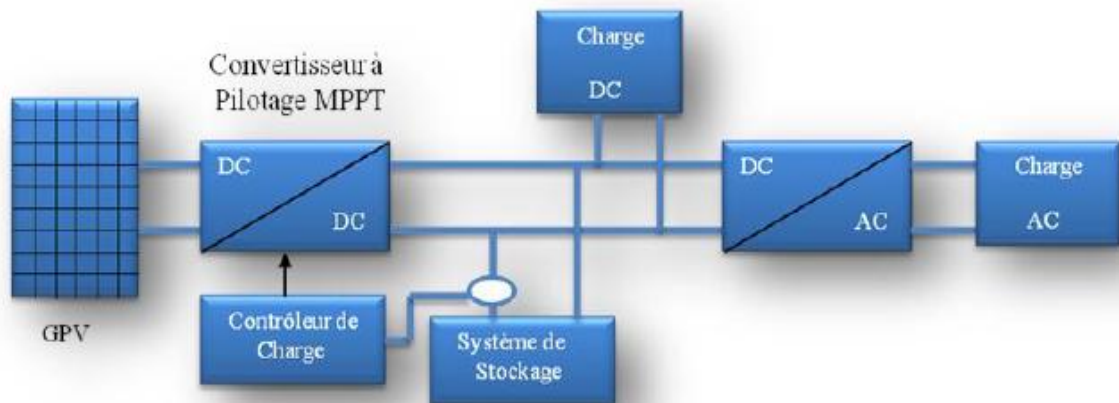 Charge
DC
Convertisseur à
Pilotage MPPT
DC
DC
DC
AC
Charge
AC
GPV
Contrôleur de
Charge
Système de
Stockage